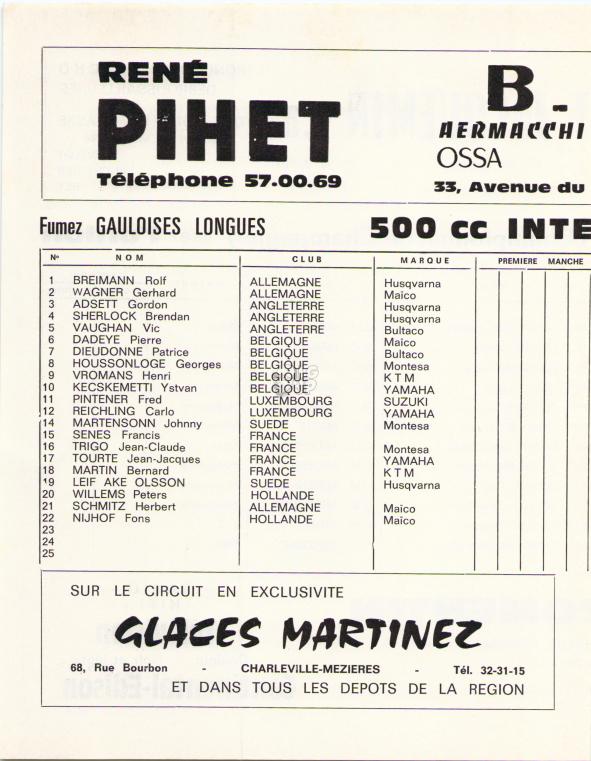 RENÉ
PIHET
Téléphone 57.00.69
B -
AERMACCHI
OSSA
33, Avenue du
Fumez GAULOISES LONGUES 500 cc INTE
N° NOM CLUB MARQUE PREMIERE MANCHE
1 BREIMANN Rolf ALLEMAGNE Husqvarna
2 WAGNER Gerhard ALLEMAGNE Maico
3 ADSETT Gordon ANGLETERRE Husqvarna
4 SHERLOCK Brendan ANGLETERRE Husqvarna
5 VAUGHAN Vic ANGLETERRE Bultaco
6 DADEYE Pierre BELGIQUE Maico
7 DIEUDONNE Patrice BELGIQUE Bultaco
8 HOUSSONLOGE Georges BELGIQUE Montesa
9 VROMANS Henri BELGIQUE KTM
10 KECSKEMETTI Ystvan BELGIQUE YAMAHA
11 PINTENER Fred LUXEMBOURG SUZUKI
12 REICHLING Carlo LUXEMBOURG YAMAHA
14 MARTENSONN Johnny SUEDE Montesa
15 SENES Francis FRANCE
16 TRIGO Jean-Claude FRANCE Montesa
17 TOURTE Jean-Jacques FRANCE YAMAHA
18 MARTIN Bernard FRANCE KTM
19 LEIF AKE OLSSON SUEDE Husqvarna
20 WILLEMS Peters HOLLANDE
21 SCHMITZ Herbert ALLEMAGNE Maico
22 NIJHOF Fons HOLLANDE Maico
23
24
25
SUR LE CIRCUIT EN EXCLUSIVITE
GLACES MARTINEZ
68, Rue Bourbon - CHARLEVILLE-MEZIERES - Tél. 32-31-15
ET DANS TOUS LES DEPOTS DE LA REGION